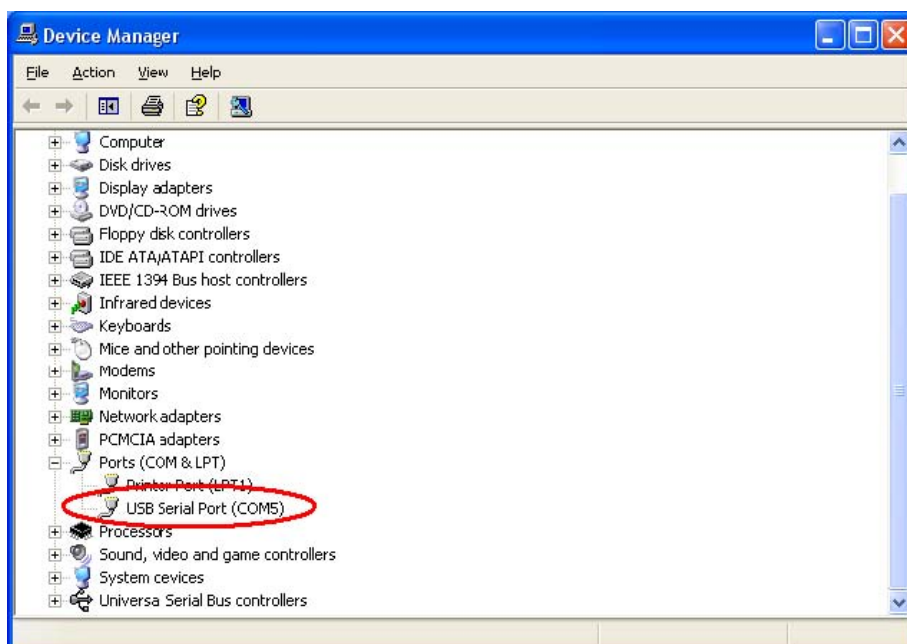 Device Manager
File Action View Help
Computer
Disk drives
Display adapters
DVD/CD-ROM drives
Floppy disk controllers
IDE ATA/ATAPI controllers
IEEE 1394 Bus host controllers
Infrared devices
Keyboards
Mice and other pointing devices
Modems
Monitors
Network adapters
PCMCIA adapters
Ports (COM & LPT)
Printer Port (LPT1)
USB Serial Port (COM5)
Processors
Sound, video and game controllers
System cevices
Universa Serial Bus controllers